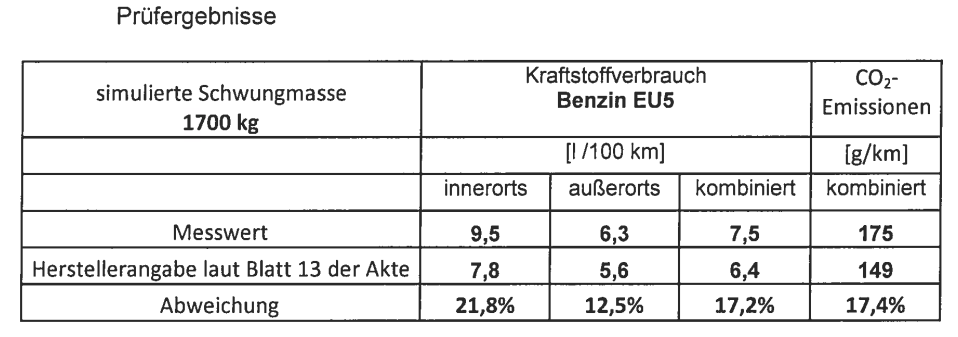 Prüfergebnisse
simulierte Schwungmasse
1700 kg
Kraftstoffverbrauch
Benzin EU5
CO₂-
Emissionen
[l /100 km]
[g/km]
innerorts außerorts kombiniert kombiniert
Messwert 9,5 6,3 7,5 175
Herstellerangabe laut Blatt 13 der Akte 7,8 5,6 6,4 149
Abweichung 21,8% 12,5% 17,2% 17,4%